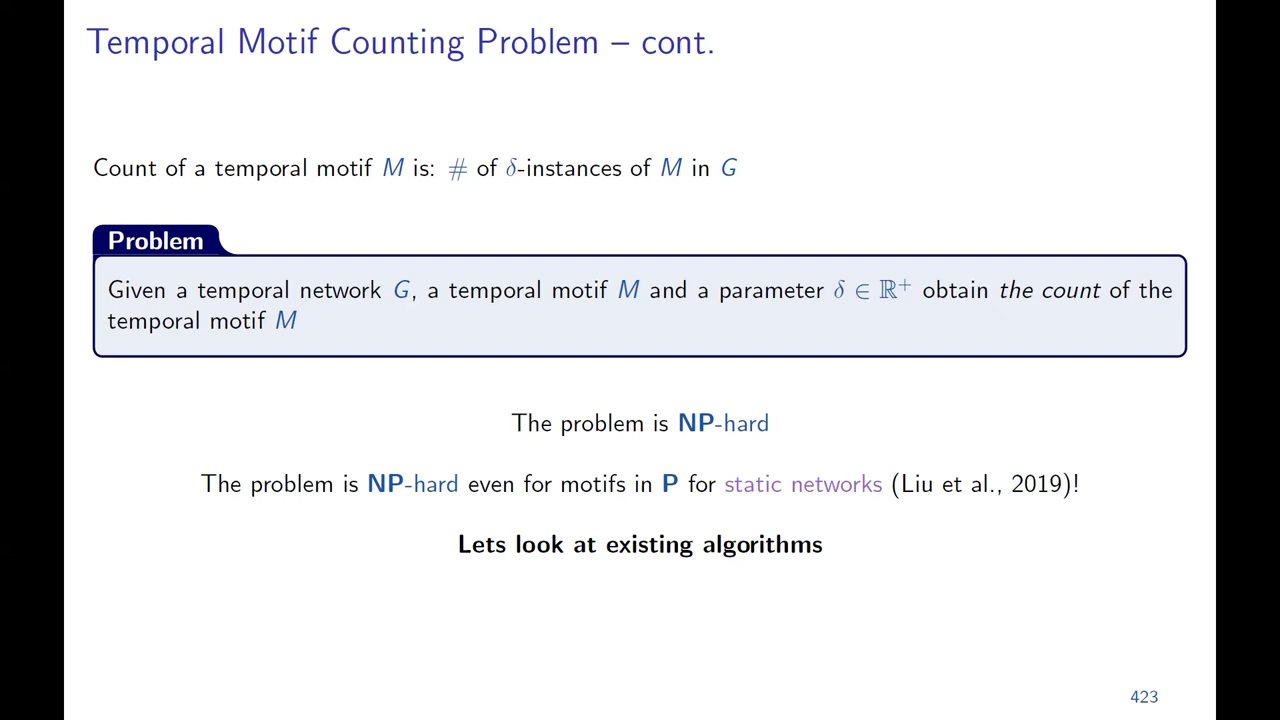 Temporal Motif Counting Problem – cont.
Count of a temporal motif M is: # of δ-instances of M in G
Problem
Given a temporal network G, a temporal motif M and a parameter δ ∈ ℝ⁺ obtain the count of the
temporal motif M
The problem is NP-hard
The problem is NP-hard even for motifs in P for static networks (Liu et al., 2019)!
Lets look at existing algorithms
423